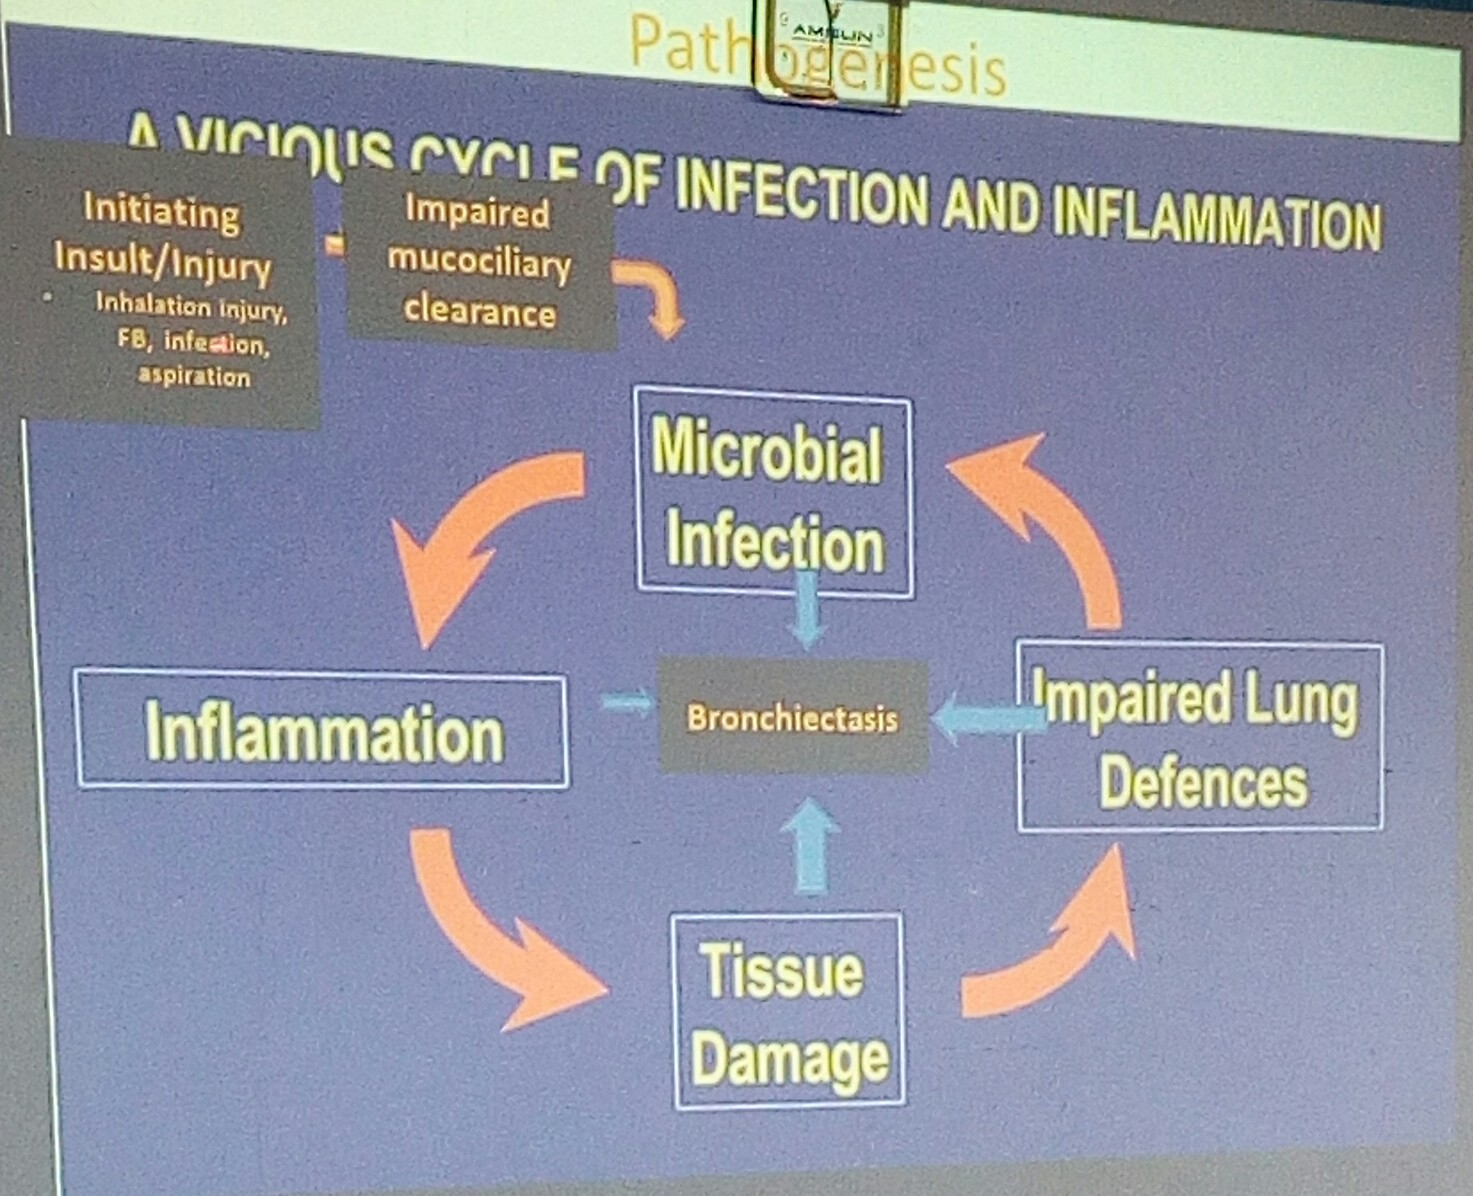 Pathogenesis
A VICIOUS CYCLE OF INFECTION AND INFLAMMATION
Initiating
Insult/Injury
• Inhalation injury,
FB, infection,
aspiration
Impaired
mucociliary
clearance
Microbial
Infection
Inflammation
Bronchiectasis
Impaired Lung
Defences
Tissue
Damage